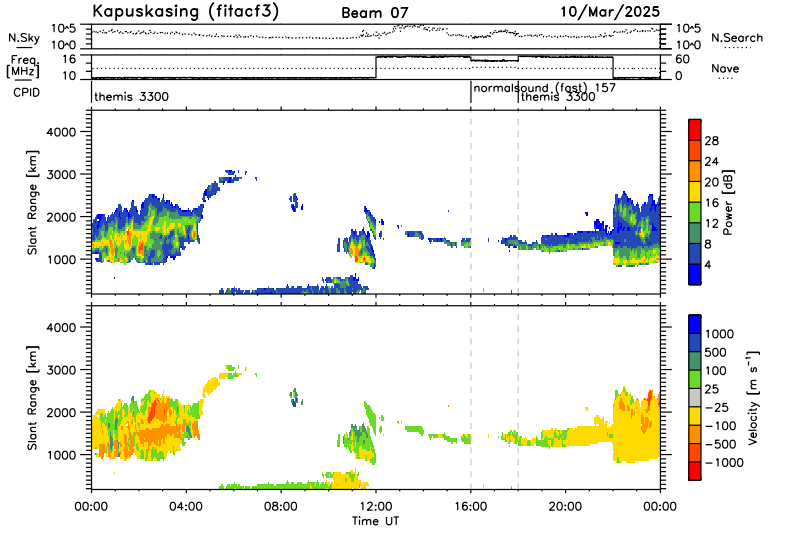 Kapuskasing (fitacf3) Beam 07 10/Mar/2025
N.Sky 10^5 10^5 N.Search
10^0 10^0
Freq. 16 60 Nave
[MHz] 10 0
CPID themis 3300 normalsound (fast) 157 themis 3300
Slant Range [km]
4000
3000
2000
1000
28
24
20
16
12
8
4
Power [dB]
Slant Range [km]
4000
3000
2000
1000
1000
500
100
25
−25
−100
−500
−1000
Velocity [m s⁻¹]
00:00 04:00 08:00 12:00 16:00 20:00 00:00
Time UT